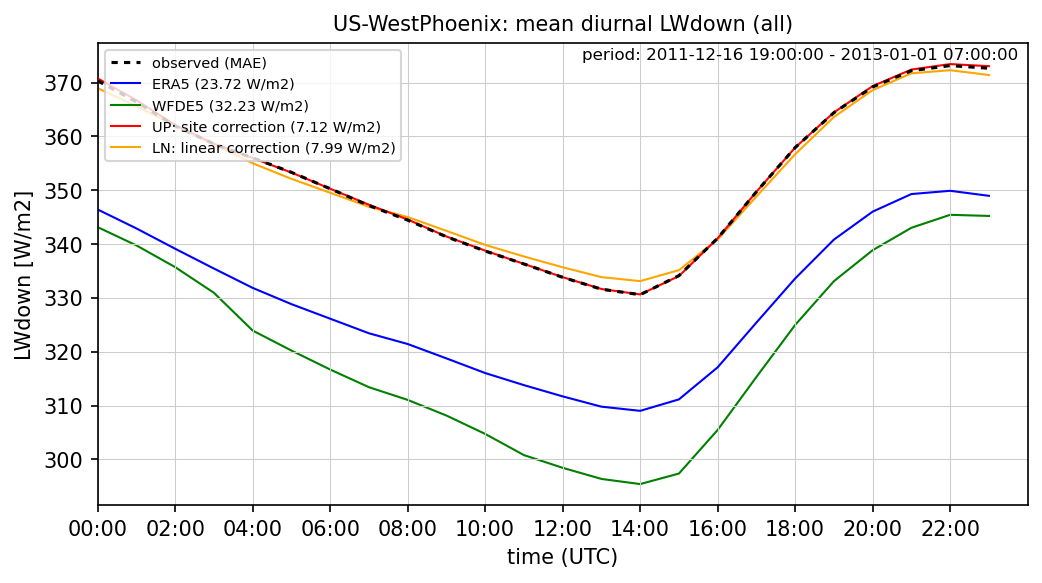 US-WestPhoenix: mean diurnal LWdown (all)
period: 2011-12-16 19:00:00 - 2013-01-01 07:00:00
observed (MAE)
ERA5 (23.72 W/m2)
WFDE5 (32.23 W/m2)
UP: site correction (7.12 W/m2)
LN: linear correction (7.99 W/m2)
LWdown [W/m2]
370
360
350
340
330
320
310
300
00:00 02:00 04:00 06:00 08:00 10:00 12:00 14:00 16:00 18:00 20:00 22:00
time (UTC)